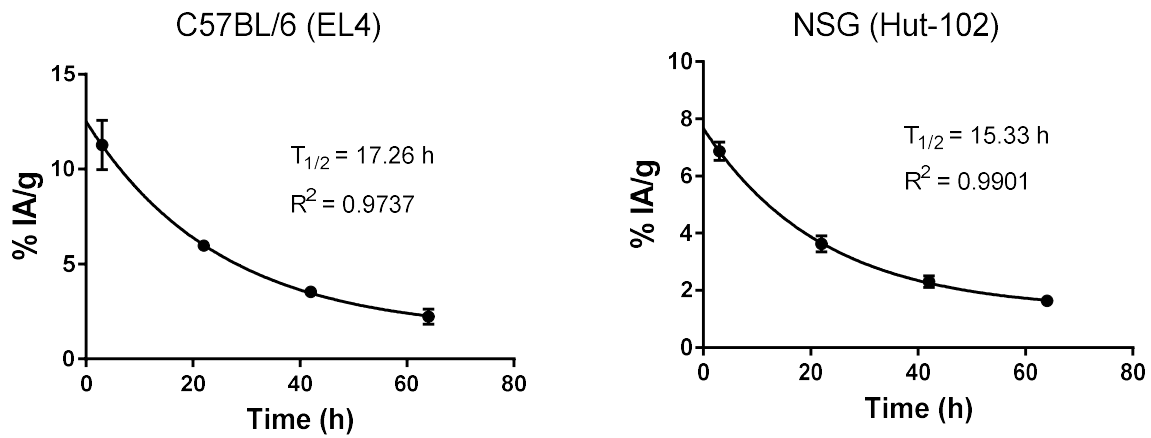 C57BL/6 (EL4)
% IA/g
15
10
5
0
0 20 40 60 80
Time (h)
T1/2 = 17.26 h
R2 = 0.9737
NSG (Hut-102)
% IA/g
10
8
6
4
2
0
0 20 40 60 80
Time (h)
T1/2 = 15.33 h
R2 = 0.9901